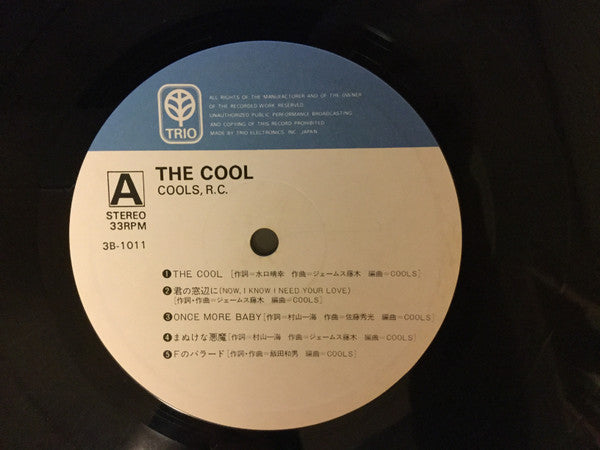 TRIO
ALL RIGHTS OF THE MANUFACTURER AND OF THE OWNER
OF THE RECORDED WORK RESERVED.
UNAUTHORIZED PUBLIC PERFORMANCE BROADCASTING
AND COPYING OF THIS RECORD PROHIBITED
MADE BY TRIO ELECTRONICS. INC. JAPAN.
A
STEREO
33RPM
3B-1011
THE COOL
COOLS, R.C.
❶ THE COOL [作詞=水口晴幸 作曲=ジェームス藤木 編曲=COOLS]
❷ 君の窓辺に(NOW, I KNOW I NEED YOUR LOVE)
[作詞・作曲=ジェームス藤木 編曲=COOLS]
❸ ONCE MORE BABY [作詞=村山一海 作曲=佐藤秀光 編曲=COOLS]
❹ まぬけな悪魔 [作詞=村山一海 作曲=ジェームス藤木 編曲=COOLS]
❺ Fのバラード [作詞・作曲=飯田和男 編曲=COOLS]